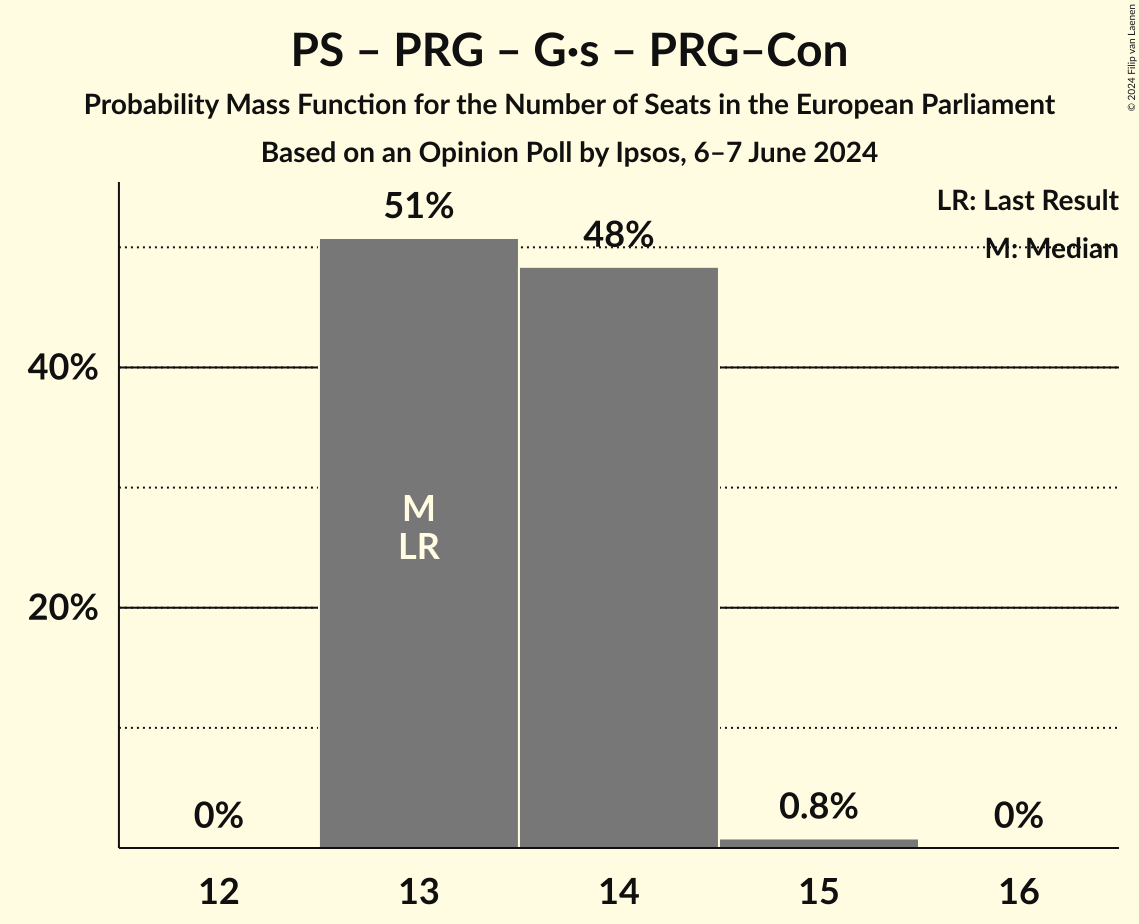 PS – PRG – G·s – PRG–Con
Probability Mass Function for the Number of Seats in the European Parliament
Based on an Opinion Poll by Ipsos, 6–7 June 2024
© 2024 Filip van Laenen
LR: Last Result
M: Median
51%
48%
40%
M
LR
20%
0%
0.8%
0%
12
13
14
15
16